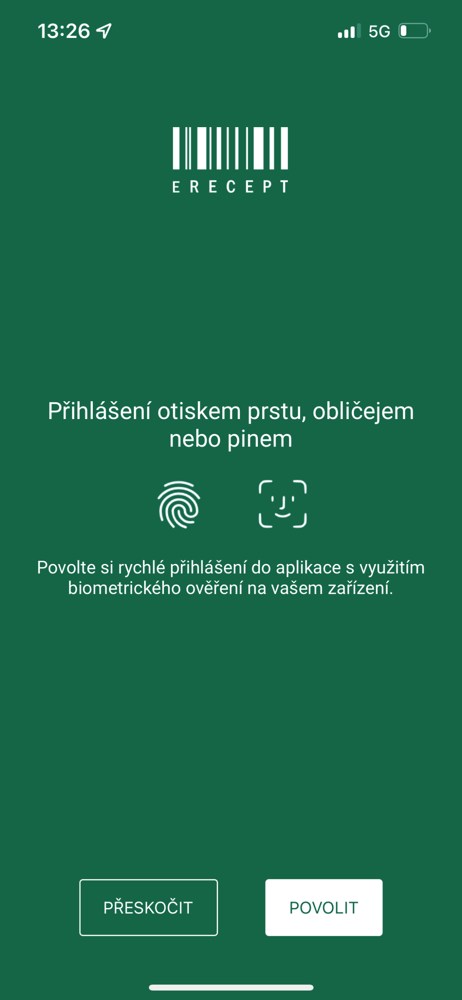 13:26
5G
ERECEPT
Přihlášení otiskem prstu, obličejem
nebo pinem
Povolte si rychlé přihlášení do aplikace s využitím
biometrického ověření na vašem zařízení.
PŘESKOČIT
POVOLIT